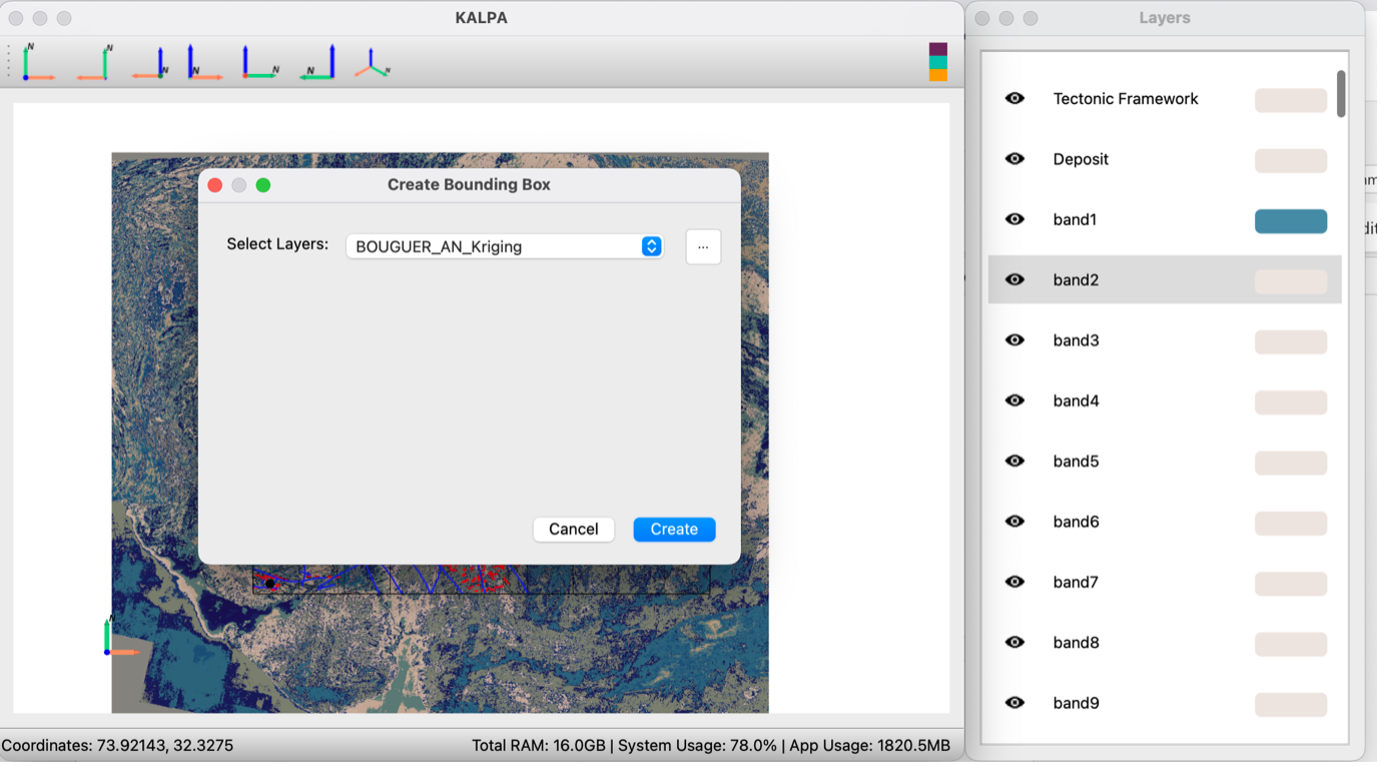 KALPA
Layers
N N N N N N N
Create Bounding Box
Select Layers: BOUGUER_AN_Kriging ...
Cancel Create
N
Coordinates: 73.92143, 32.3275 Total RAM: 16.0GB | System Usage: 78.0% | App Usage: 1820.5MB
Tectonic Framework
Deposit
band1
band2
band3
band4
band5
band6
band7
band8
band9